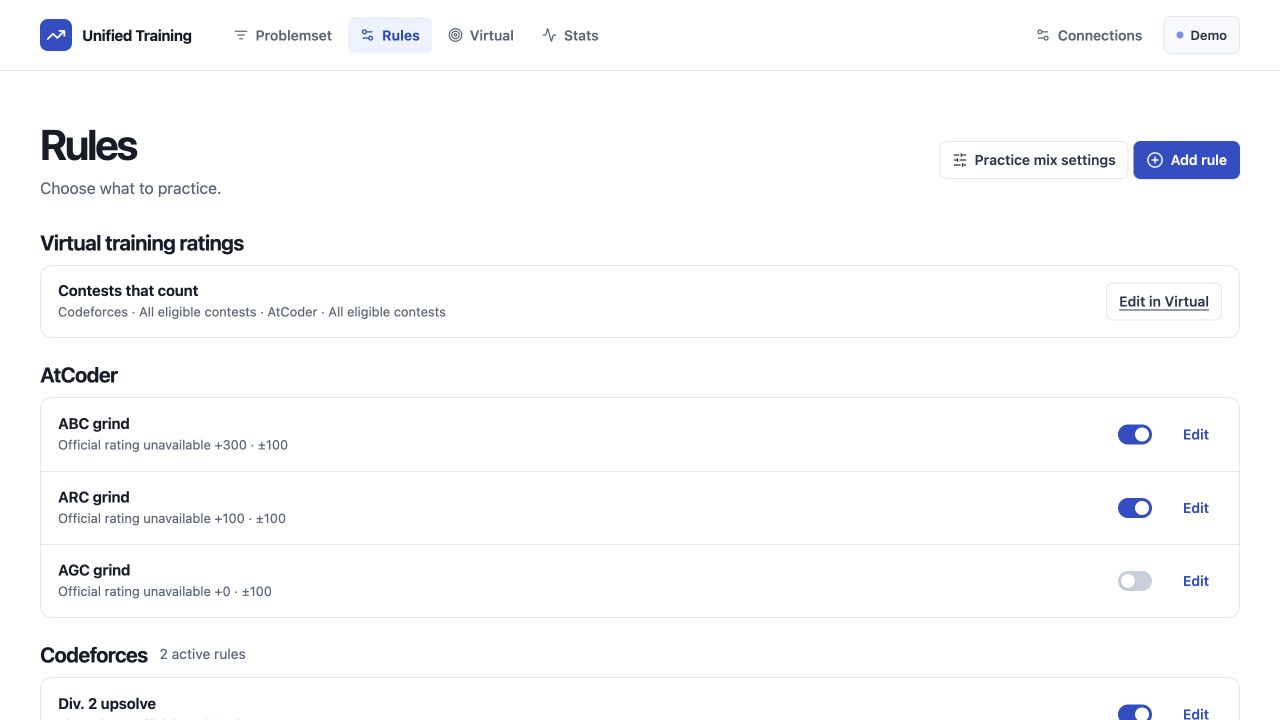 Unified Training
Problemset
Rules
Virtual
Stats
Connections
Demo
Rules
Choose what to practice.
Practice mix settings
Add rule
Virtual training ratings
Contests that count
Codeforces · All eligible contests · AtCoder · All eligible contests
Edit in Virtual
AtCoder
ABC grind
Official rating unavailable +300 · ±100
Edit
ARC grind
Official rating unavailable +100 · ±100
Edit
AGC grind
Official rating unavailable +0 · ±100
Edit
Codeforces 2 active rules
Div. 2 upsolve
Edit